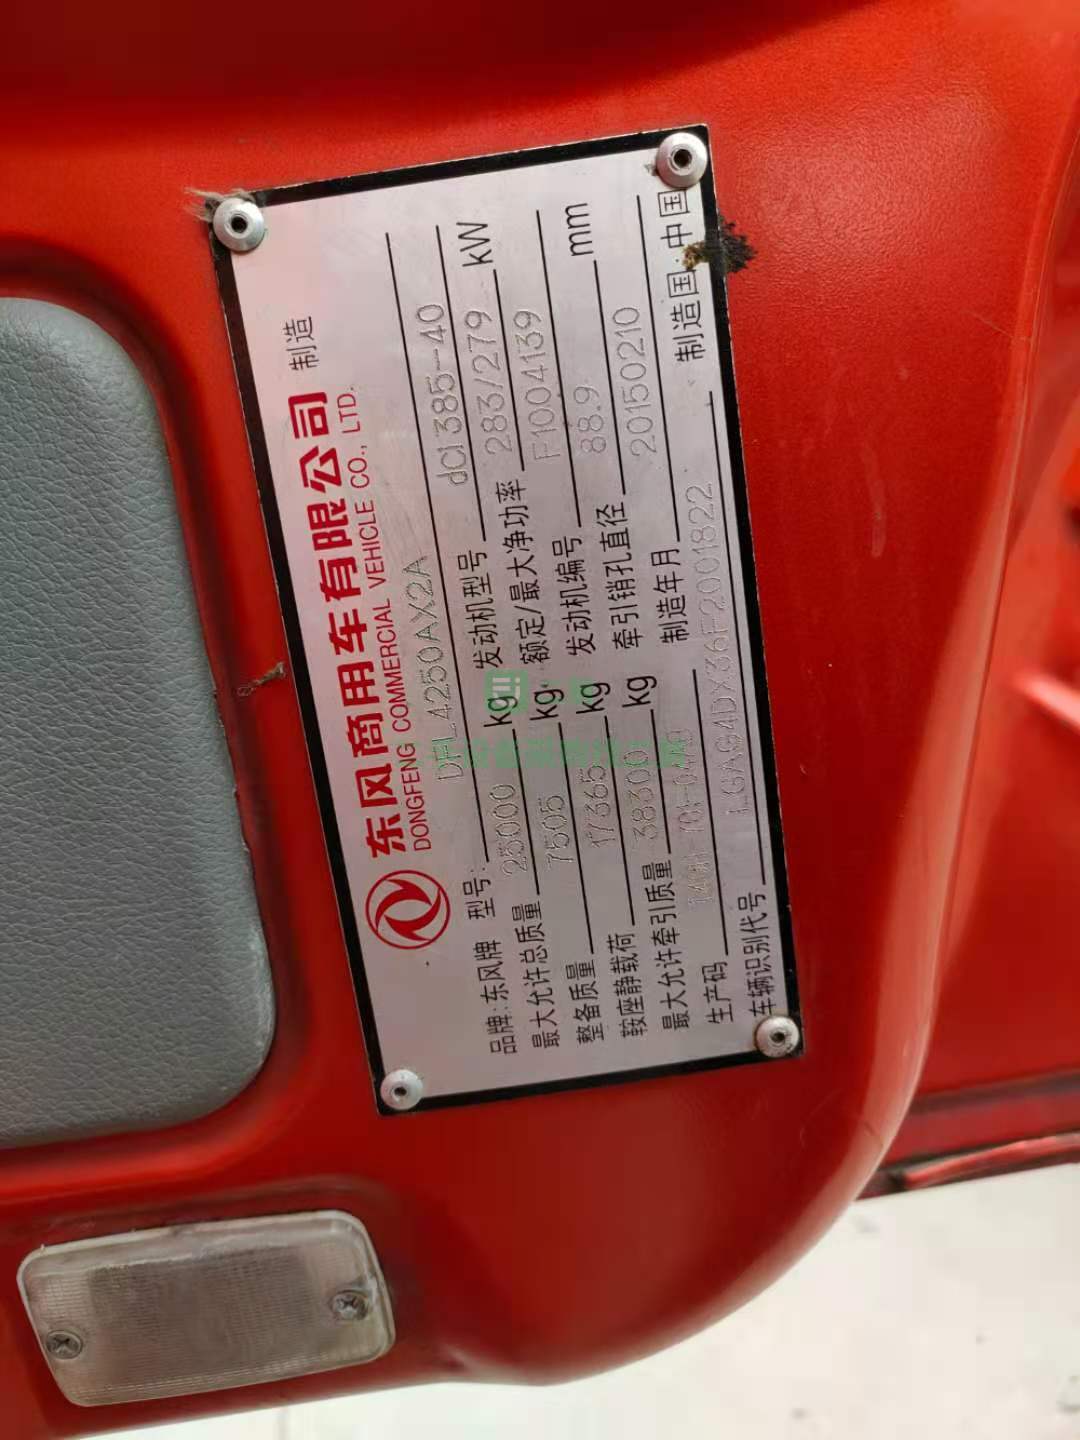 东风商用车有限公司 制造
DONGFENG COMMERCIAL VEHICLE CO., LTD.
品牌:东风牌 型号: DFL4250AX2A
发动机型号 dCi385-40
最大允许总质量 25000 kg
额定/最大净功率 283/279 kW
整备质量 7505 kg
发动机编号 F1004139
鞍座静载荷 17365 kg
牵引销孔直径 88.9 mm
最大允许牵引质量 38300 kg
制造年月 20150210
生产码
车辆识别代号 LGAG4DX36F2001822
制造国:中国